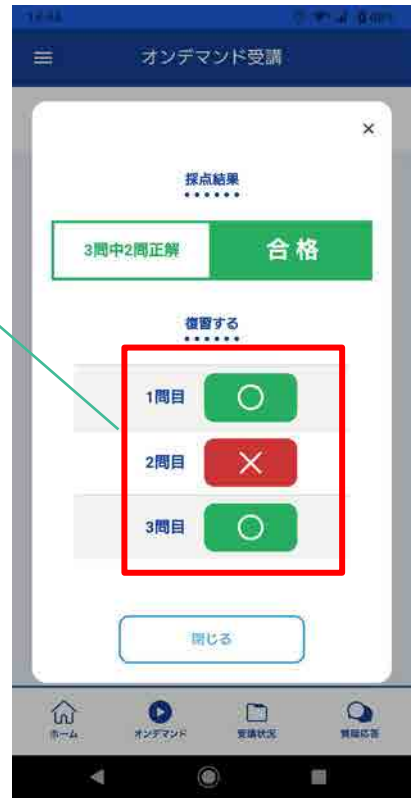 オンデマンド受講
×
採点結果
3問中2問正解 合格
復習する
1問目 ○
2問目 ×
3問目 ○
閉じる
ホーム オンデマンド 受講状況 質疑応答